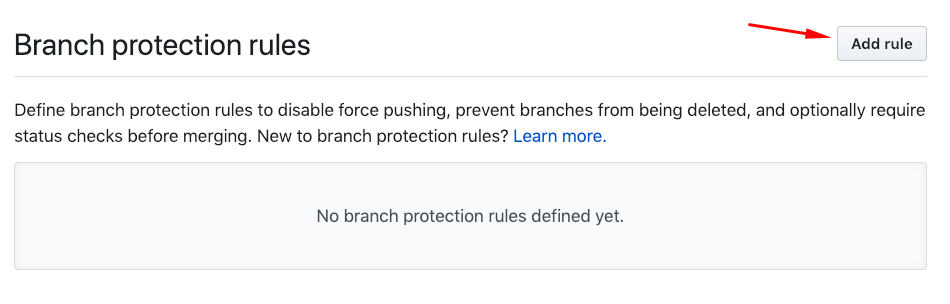 Branch protection rules
Add rule
Define branch protection rules to disable force pushing, prevent branches from being deleted, and optionally require
status checks before merging. New to branch protection rules? Learn more.
No branch protection rules defined yet.